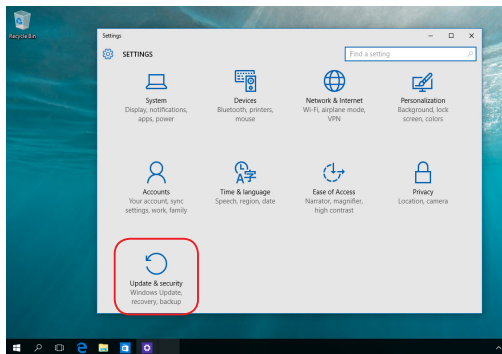 Recycle Bin
Settings
SETTINGS
Find a setting
System
Display, notifications,
apps, power
Devices
Bluetooth, printers,
mouse
Network & Internet
Wi-Fi, airplane mode,
VPN
Personalization
Background, lock
screen, colors
Accounts
Your account, sync
settings, work, family
Time & language
Speech, region, date
Ease of Access
Narrator, magnifier,
high contrast
Privacy
Location, camera
Update & security
Windows Update,
recovery, backup